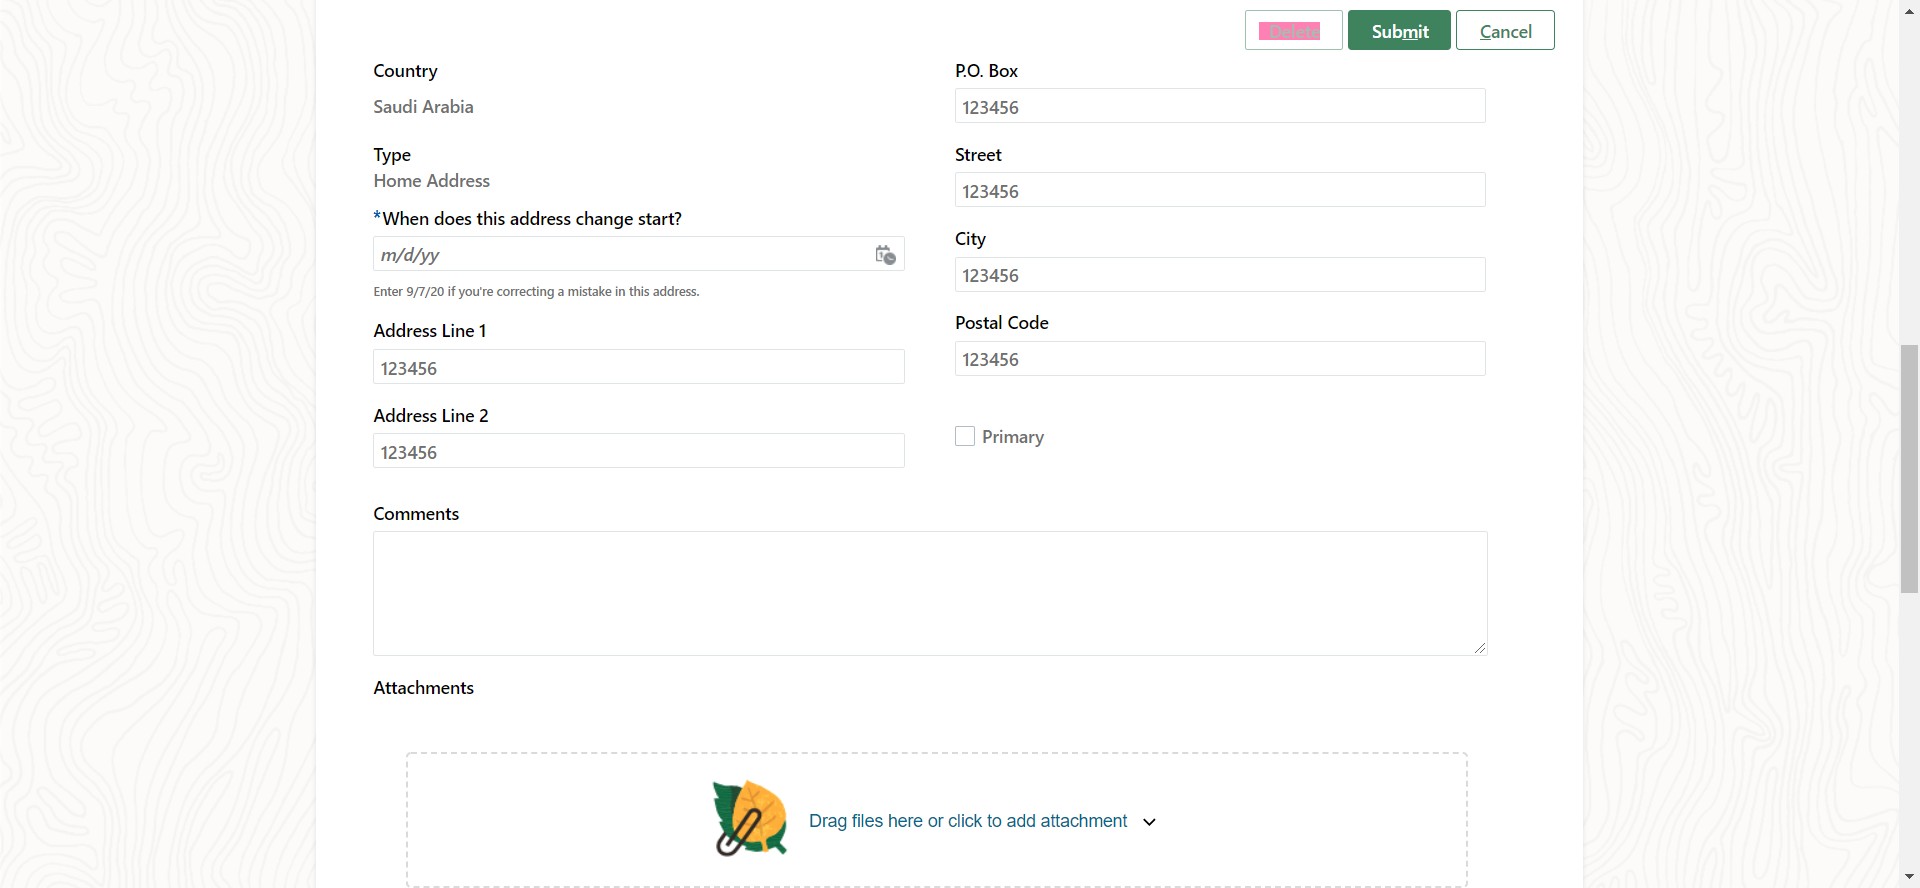 Delete Submit Cancel
Country
Saudi Arabia
Type
Home Address
*When does this address change start?
m/d/yy
Enter 9/7/20 if you're correcting a mistake in this address.
Address Line 1
123456
Address Line 2
123456
P.O. Box
123456
Street
123456
City
123456
Postal Code
123456
Primary
Comments
Attachments
Drag files here or click to add attachment